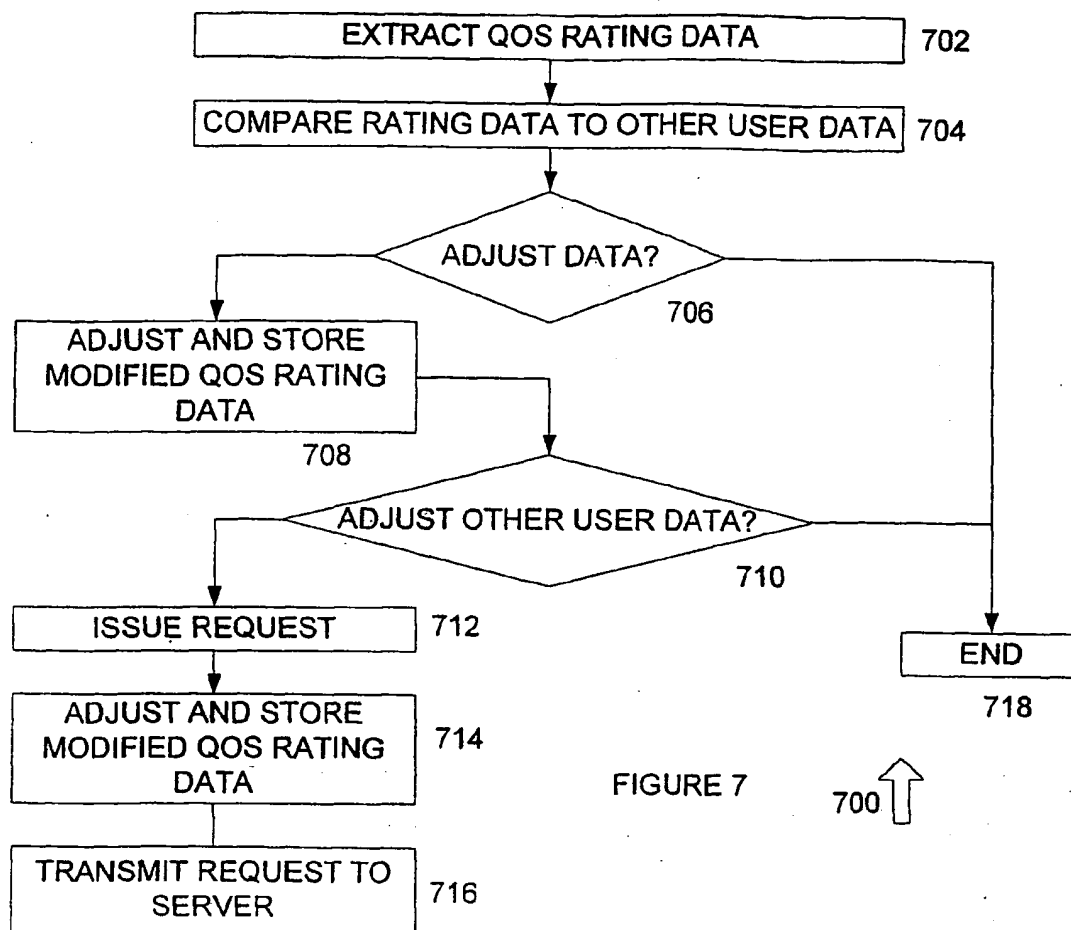 EXTRACT QOS RATING DATA
702
COMPARE RATING DATA TO OTHER USER DATA
704
ADJUST DATA?
706
ADJUST AND STORE
MODIFIED QOS RATING
DATA
708
ADJUST OTHER USER DATA?
710
ISSUE REQUEST
712
END
718
ADJUST AND STORE
MODIFIED QOS RATING
DATA
714
FIGURE 7
700
TRANSMIT REQUEST TO
SERVER
716